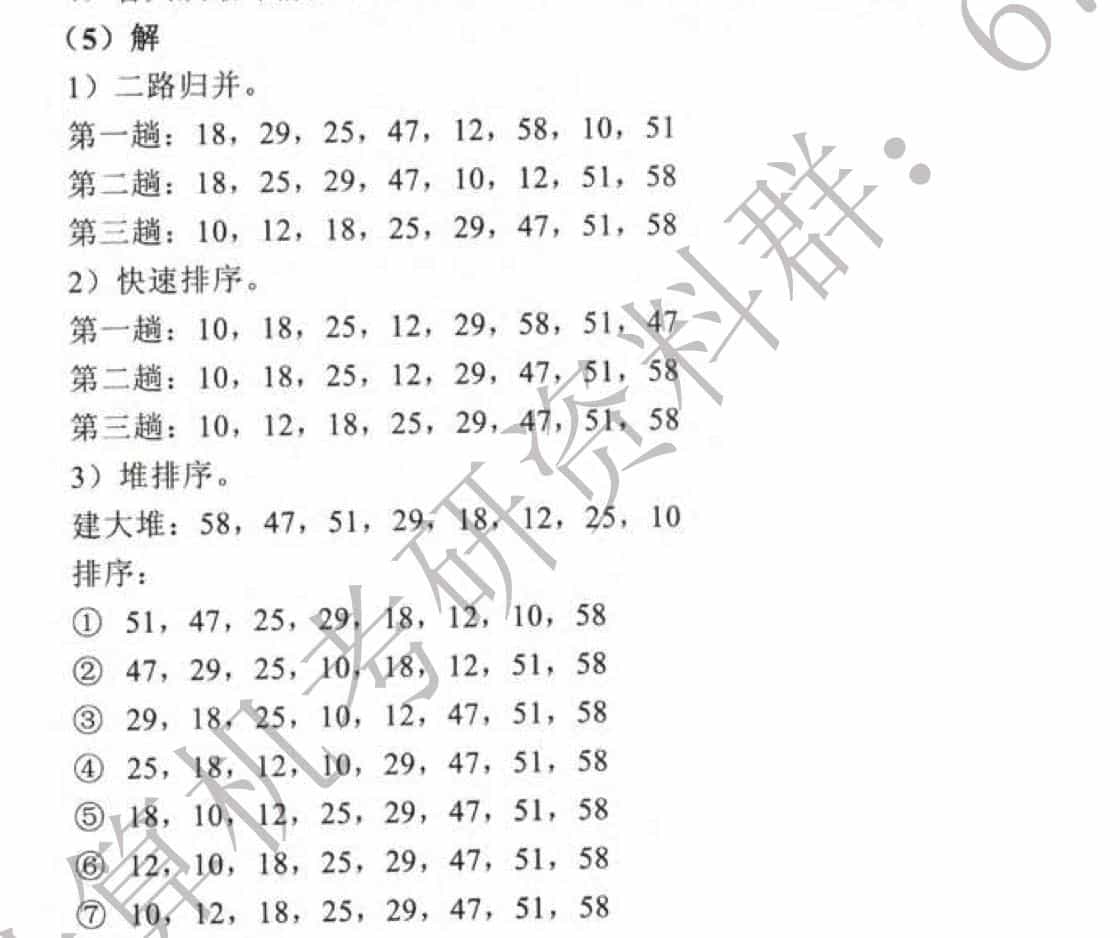 （5）解
1）二路归并。
第一趟：18，29，25，47，12，58，10，51
第二趟：18，25，29，47，10，12，51，58
第三趟：10，12，18，25，29，47，51，58
2）快速排序。
第一趟：10，18，25，12，29，58，51，47
第二趟：10，18，25，12，29，47，51，58
第三趟：10，12，18，25，29，47，51，58
3）堆排序。
建大堆：58，47，51，29，18，12，25，10
排序：
① 51，47，25，29，18，12，10，58
② 47，29，25，10，18，12，51，58
③ 29，18，25，10，12，47，51，58
④ 25，18，12，10，29，47，51，58
⑤ 18，10，12，25，29，47，51，58
⑥ 12，10，18，25，29，47，51，58
⑦ 10，12，18，25，29，47，51，58
算机考研资料群：6